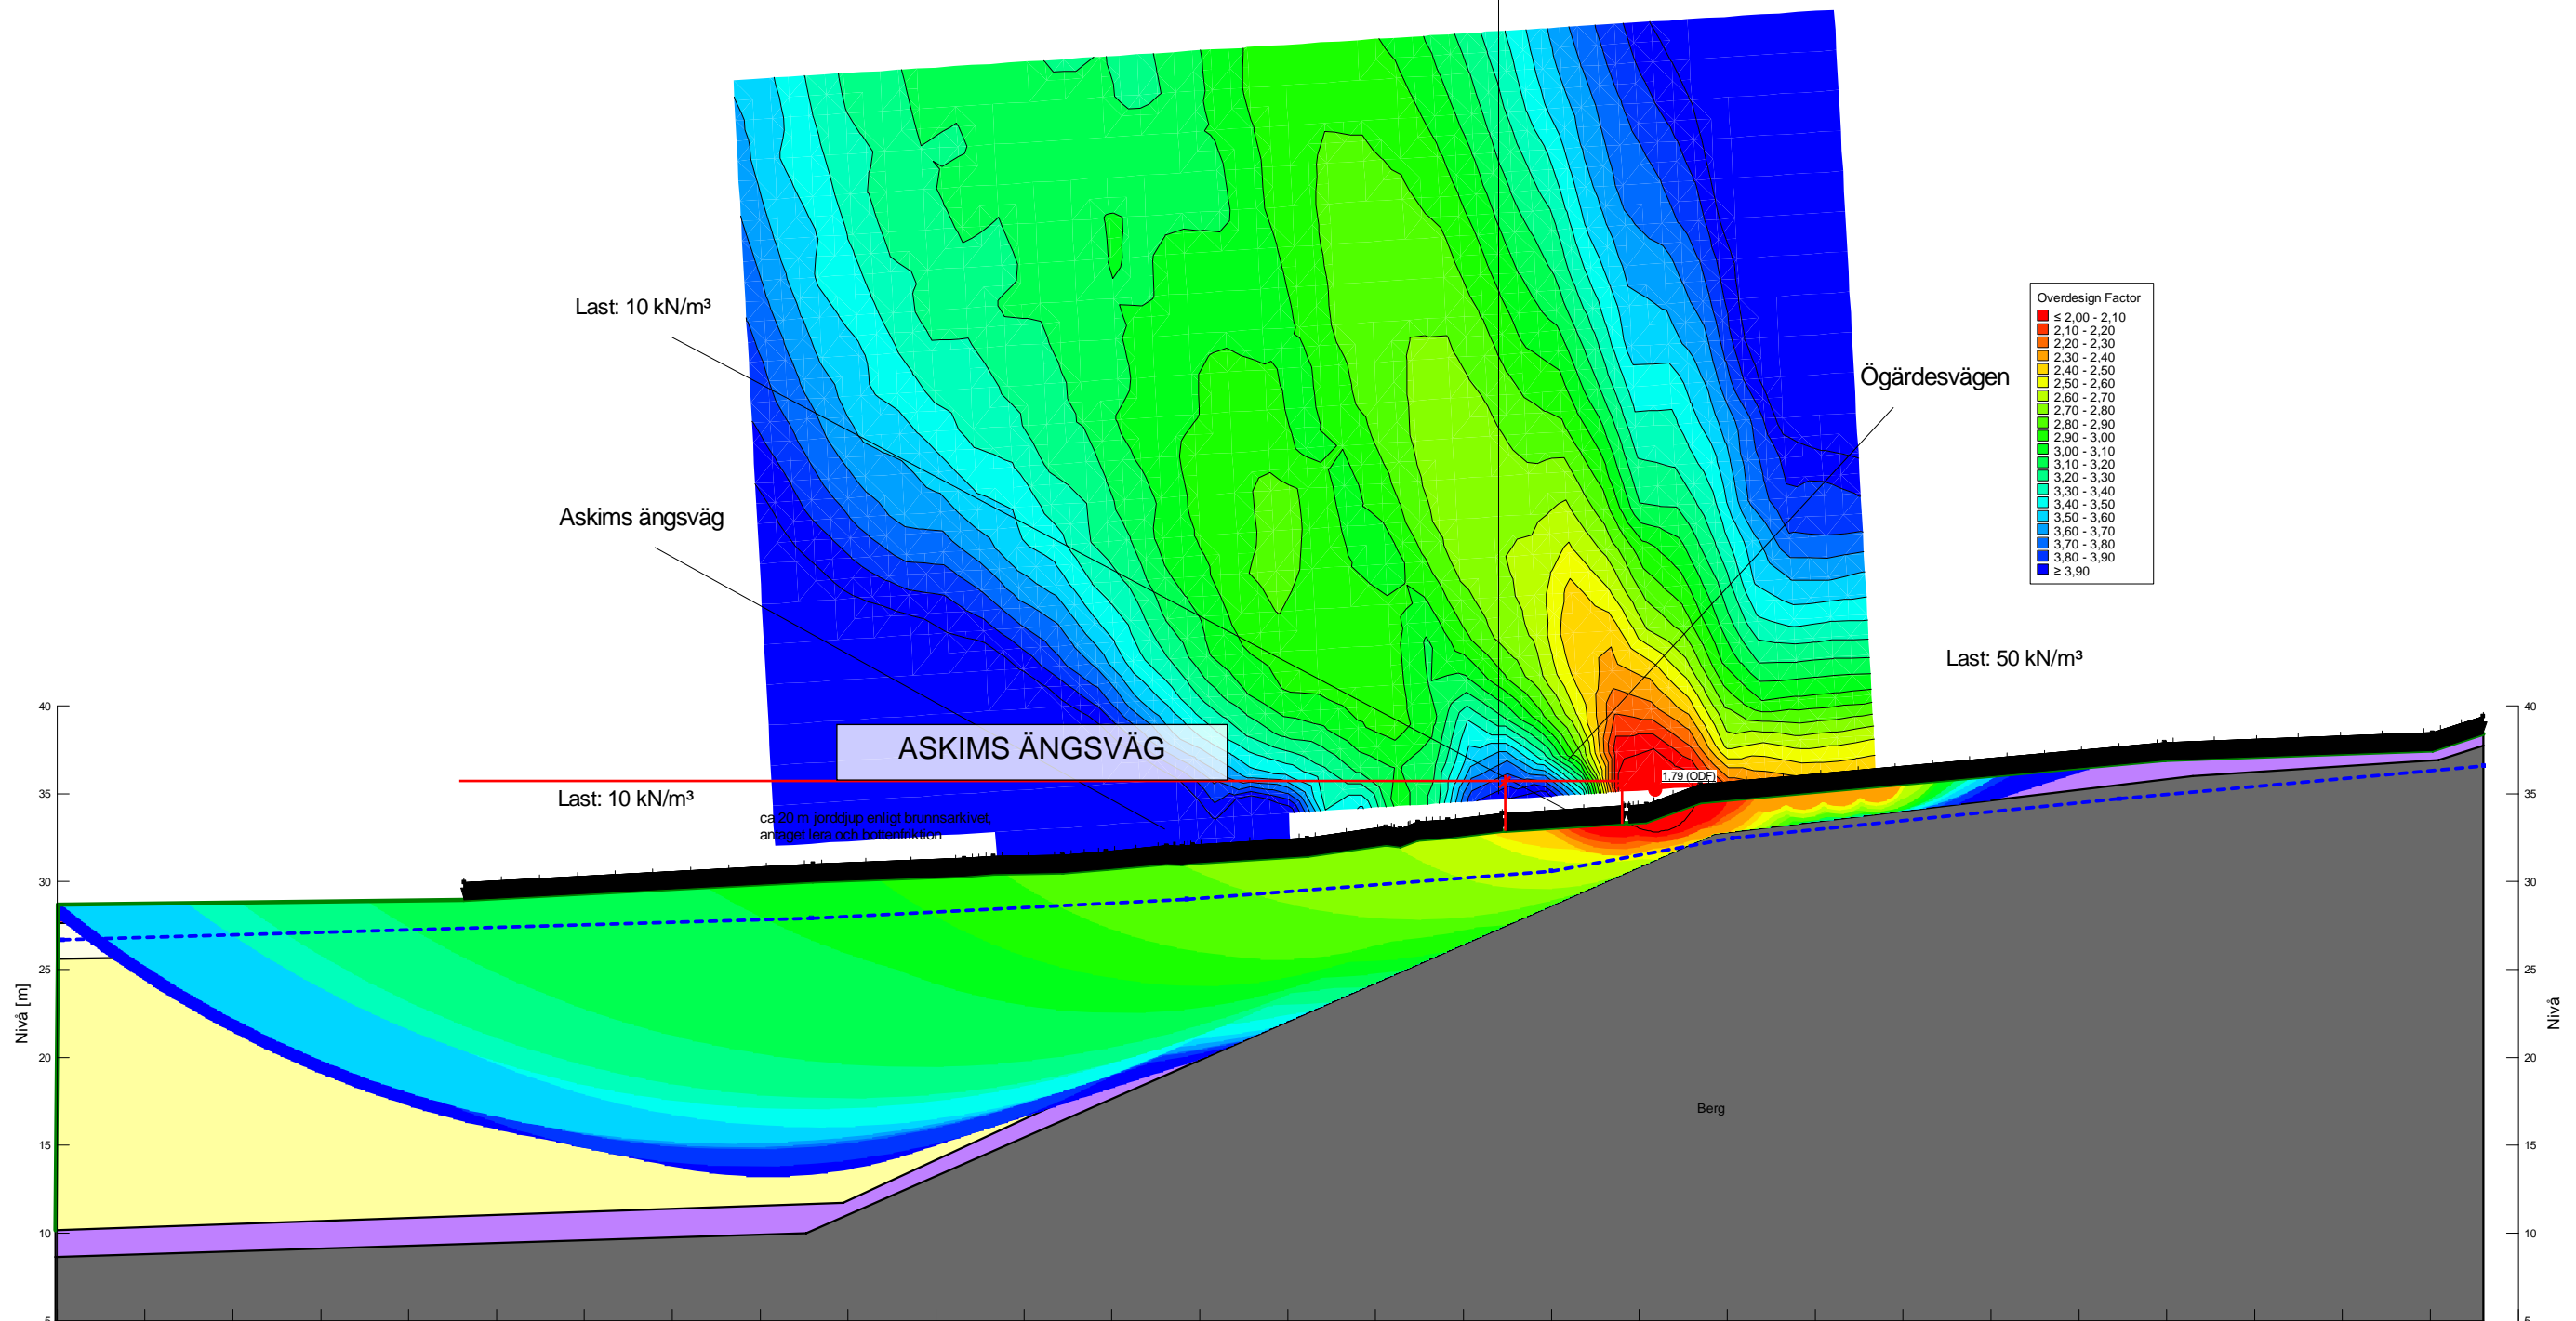 Last: 10 kN/m³
Ögärdesvägen
Askims ängsväg
Overdesign Factor
≤ 2,00 - 2,10
2,10 - 2,20
2,20 - 2,30
2,30 - 2,40
2,40 - 2,50
2,50 - 2,60
2,60 - 2,70
2,70 - 2,80
2,80 - 2,90
2,90 - 3,00
3,00 - 3,10
3,10 - 3,20
3,20 - 3,30
3,30 - 3,40
3,40 - 3,50
3,50 - 3,60
3,60 - 3,70
3,70 - 3,80
3,80 - 3,90
≥ 3,90
Last: 50 kN/m³
ASKIMS ÄNGSVÄG
1,79 (ODF)
Last: 10 kN/m³
ca 20 m jorddjup enligt brunnsarkivet,
antaget lera och bottenfriktion
Berg
Nivå [m]
40
35
30
25
20
15
10
5
Nivå
40
35
30
25
20
15
10
5